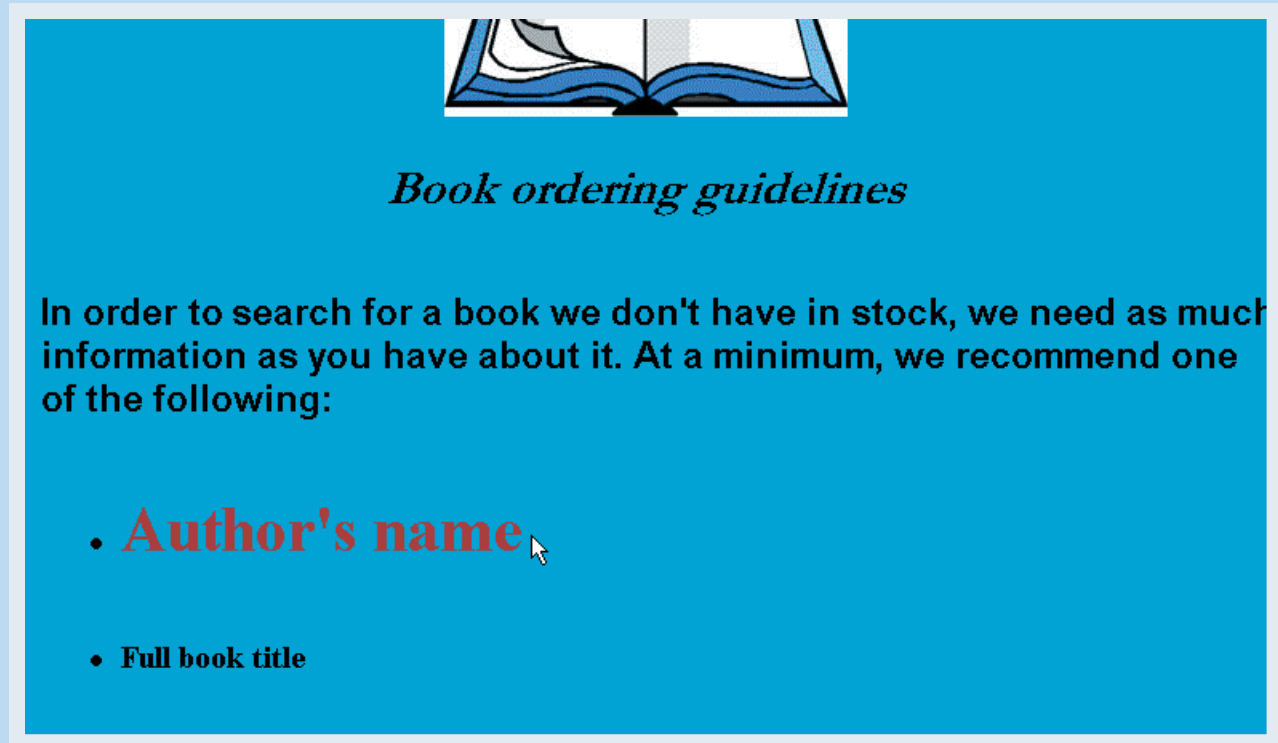 Book ordering guidelines
In order to search for a book we don't have in stock, we need as much
information as you have about it. At a minimum, we recommend one
of the following:
• Author's name
• Full book title